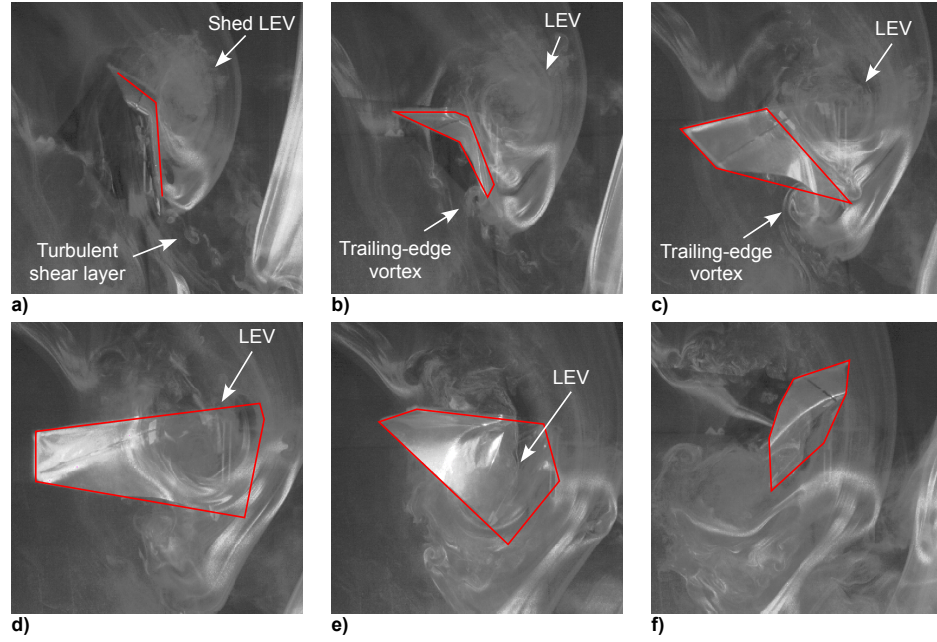 Shed LEV
Turbulent
shear layer
a)
LEV
Trailing-edge
vortex
b)
LEV
Trailing-edge
vortex
c)
LEV
d)
LEV
e)
f)